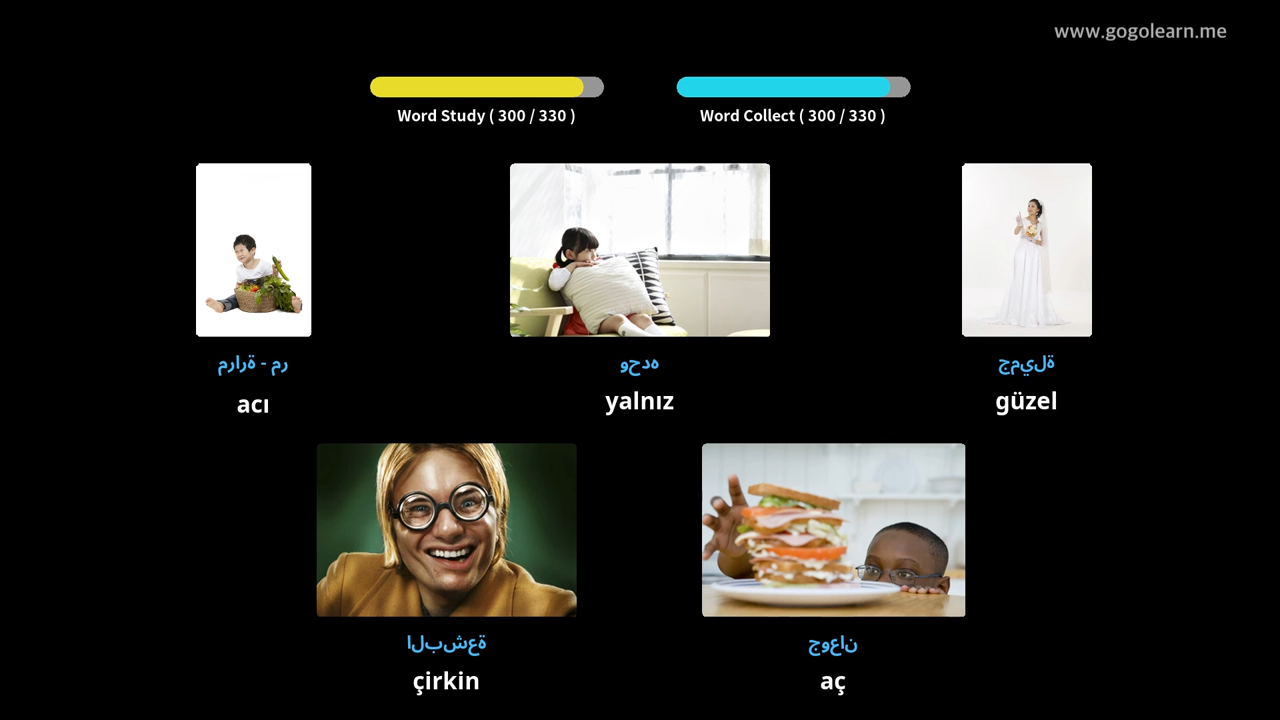 www.gogolearn.me
Word Study ( 300 / 330 )
Word Collect ( 300 / 330 )
مرارة - مر
وحده
جميلة
acı
yalnız
güzel
البشعة
جوعان
çirkin
aç